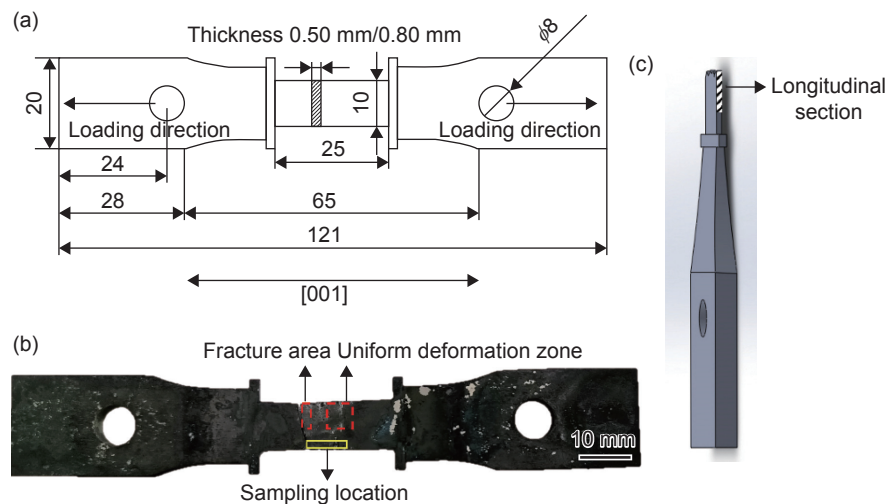 (a)
Thickness 0.50 mm/0.80 mm
ϕ8
20
10
Loading direction
Loading direction
24
25
28
65
121
[001]
(b)
Fracture area Uniform deformation zone
10 mm
Sampling location
(c)
Longitudinal
section